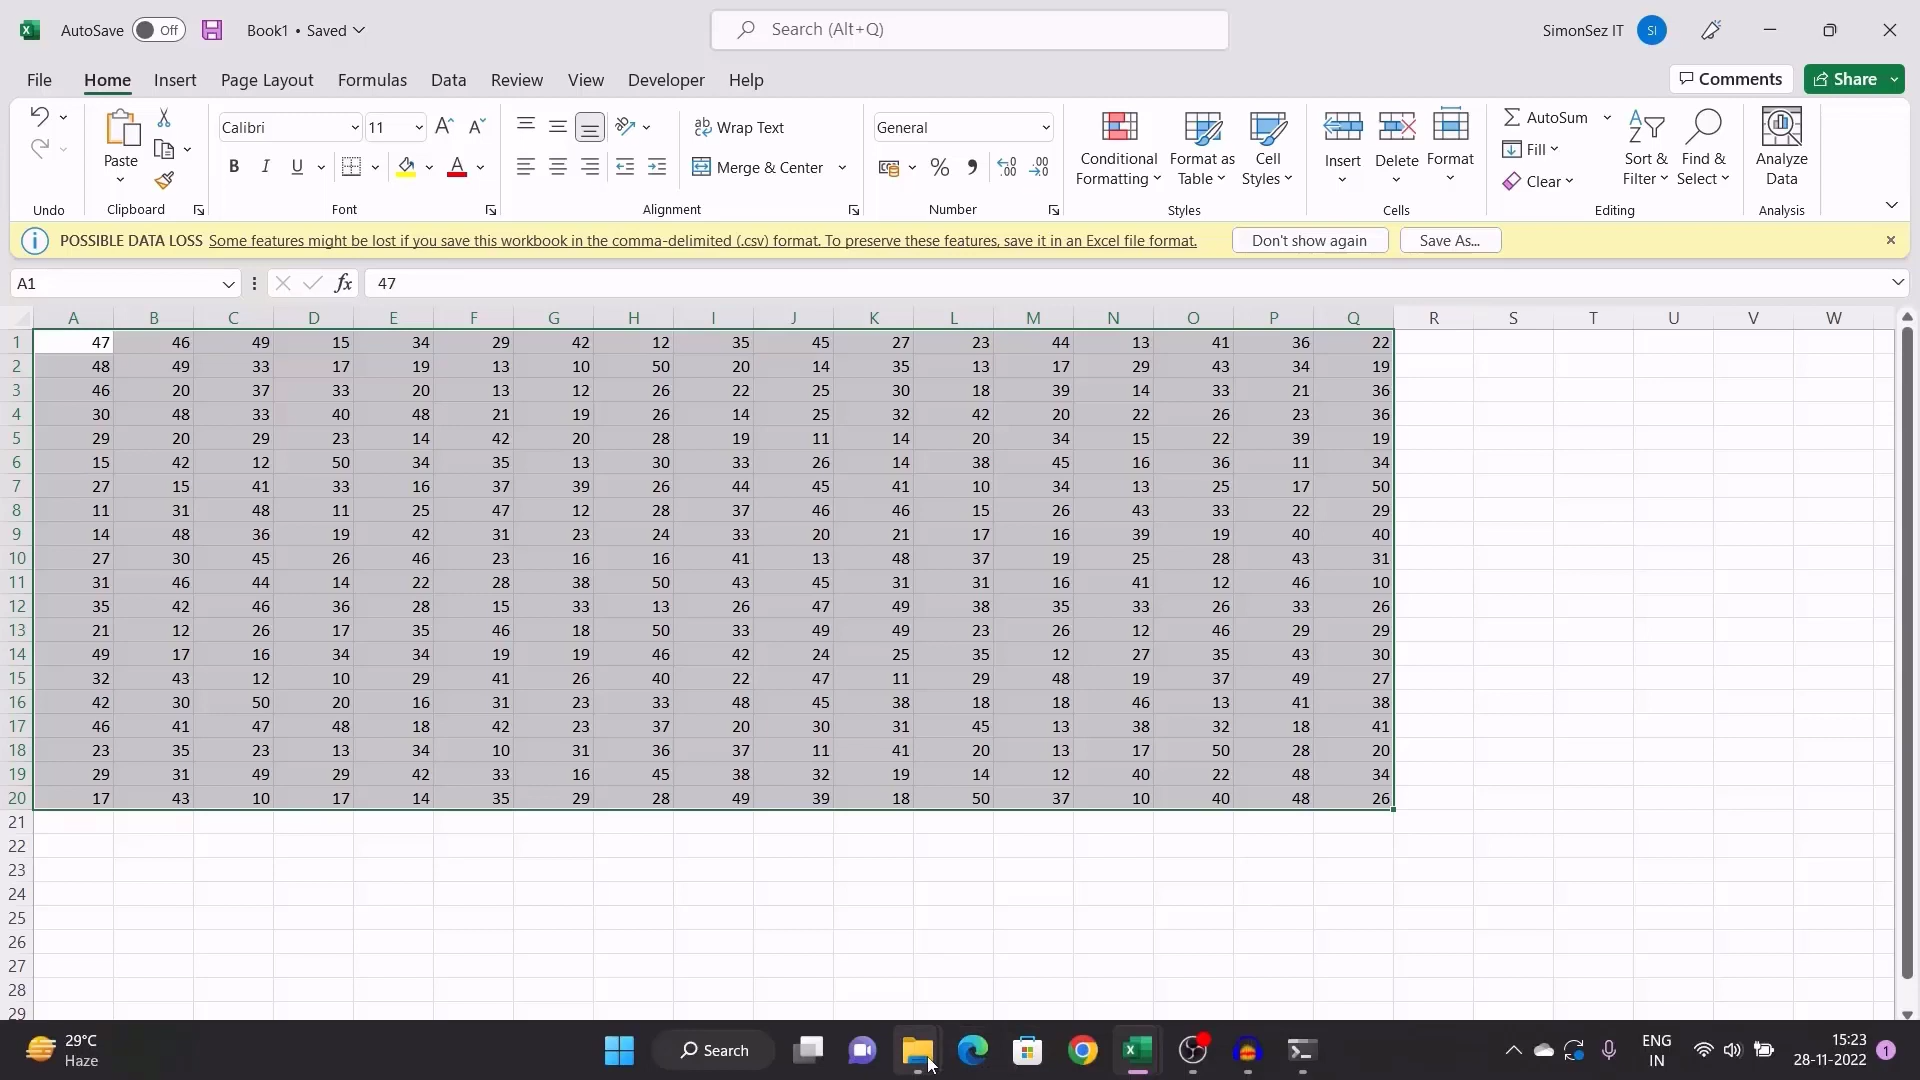 AutoSave Off Book1 • Saved Search (Alt+Q) SimonSez IT SI
File Home Insert Page Layout Formulas Data Review View Developer Help Comments Share
Paste Calibri 11 B I U ab Wrap Text Merge & Center General % Conditional Formatting Format as Table Cell Styles Insert Delete Format AutoSum Fill Clear Sort & Filter Find & Select Analyze Data
Undo Clipboard Font Alignment Number Styles Cells Editing Analysis
POSSIBLE DATA LOSS Some features might be lost if you save this workbook in the comma-delimited (.csv) format. To preserve these features, save it in an Excel file format. Don't show again Save As...
A1 fx 47
A B C D E F G H I J K L M N O P Q R S T U V W
1 47 46 49 15 34 29 42 12 35 45 27 23 44 13 41 36 22
2 48 49 33 17 19 13 10 50 20 14 35 13 17 29 43 34 19
3 46 20 37 33 20 13 12 26 22 25 30 18 39 14 33 21 36
4 30 48 33 40 48 21 19 26 14 25 32 42 20 22 26 23 36
5 29 20 29 23 14 42 20 28 19 11 14 20 34 15 22 39 19
6 15 42 12 50 34 35 13 30 33 26 14 38 45 16 36 11 34
7 27 15 41 33 16 37 39 26 44 45 41 10 34 13 25 17 50
8 11 31 48 11 25 47 12 28 37 46 46 15 26 43 33 22 29
9 14 48 36 19 42 31 23 24 33 20 21 17 16 39 19 40 40
10 27 30 45 26 46 23 16 16 41 13 48 37 19 25 28 43 31
11 31 46 44 14 22 28 38 50 43 45 31 31 16 41 12 46 10
12 35 42 46 36 28 15 33 13 26 47 49 38 35 33 26 33 26
13 21 12 26 17 35 46 18 50 33 49 49 23 26 12 46 29 29
14 49 17 16 34 34 19 19 46 42 24 25 35 12 27 35 43 30
15 32 43 12 10 29 41 26 40 22 47 11 29 48 19 37 49 27
16 42 30 50 20 16 31 23 33 48 45 38 18 18 46 13 41 38
17 46 41 47 48 18 42 23 37 20 30 31 45 13 38 32 18 41
18 23 35 23 13 34 10 31 36 37 11 41 20 13 17 50 28 20
19 29 31 49 29 42 33 16 45 38 32 19 14 12 40 22 48 34
20 17 43 10 17 14 35 29 28 49 39 18 50 37 10 40 48 26
21
22
23
24
25
26
27
28
29
29°C Search ENG 15:23
Haze IN 28-11-2022 1